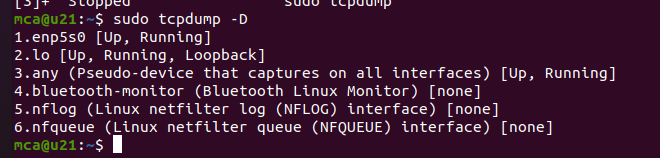 [3]+  Stopped                 sudo tcpdump
mca@u21:~$ sudo tcpdump -D
1.enp5s0 [Up, Running]
2.lo [Up, Running, Loopback]
3.any (Pseudo-device that captures on all interfaces) [Up, Running]
4.bluetooth-monitor (Bluetooth Linux Monitor) [none]
5.nflog (Linux netfilter log (NFLOG) interface) [none]
6.nfqueue (Linux netfilter queue (NFQUEUE) interface) [none]
mca@u21:~$